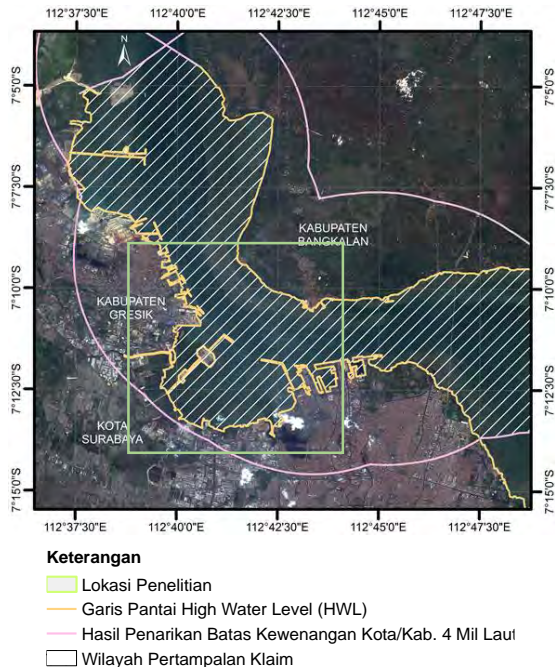 112°37'30"E 112°40'0"E 112°42'30"E 112°45'0"E 112°47'30"E
N
7°5'0"S 7°5'0"S
7°7'30"S 7°7'30"S
KABUPATEN
BANGKALAN
7°10'0"S 7°10'0"S
KABUPATEN
GRESIK
7°12'30"S 7°12'30"S
KOTA
SURABAYA
7°15'0"S 7°15'0"S
112°37'30"E 112°40'0"E 112°42'30"E 112°45'0"E 112°47'30"E
Keterangan
Lokasi Penelitian
Garis Pantai High Water Level (HWL)
Hasil Penarikan Batas Kewenangan Kota/Kab. 4 Mil Laut
Wilayah Pertampalan Klaim